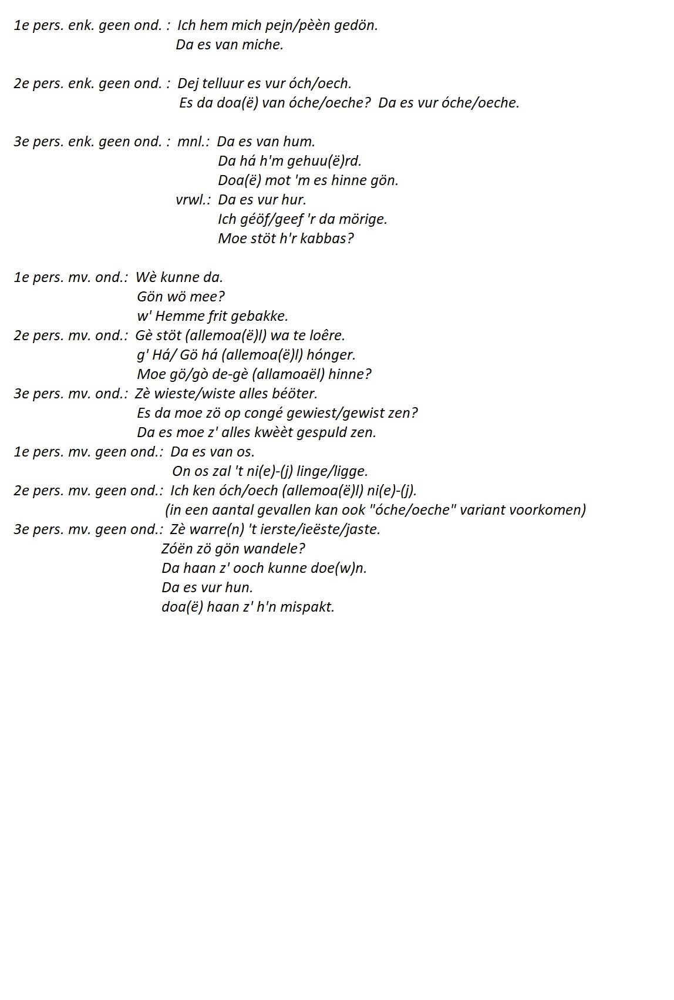 1e pers. enk. geen ond. : Ich hem mich pejn/pèèn gedön.
Da es van miche.
2e pers. enk. geen ond. : Dej telluur es vur óch/oech.
Es da doa(ë) van óche/oeche? Da es vur óche/oeche.
3e pers. enk. geen ond. : mnl.: Da es van hum.
Da há h'm gehuu(ë)rd.
Doa(ë) mot 'm es hinne gön.
vrwl.: Da es vur hur.
Ich géöf/geef 'r da mörige.
Moe stöt h'r kabbas?
1e pers. mv. ond.: Wè kunne da.
Gön wö mee?
w' Hemme frit gebakke.
2e pers. mv. ond.: Gè stöt (allemoa(ë)l) wa te loêre.
g' Há/ Gö há (allemoa(ë)l) hónger.
Moe gö/gò de-gè (allamoaël) hinne?
3e pers. mv. ond.: Zè wieste/wiste alles béöter.
Es da moe zö op congé gewiest/gewist zen?
Da es moe z' alles kwèèt gespuld zen.
1e pers. mv. geen ond.: Da es van os.
On os zal 't ni(e)-(j) linge/ligge.
2e pers. mv. geen ond.: Ich ken óch/oech (allemoa(ë)l) ni(e)-(j).
(in een aantal gevallen kan ook "óche/oeche" variant voorkomen)
3e pers. mv. geen ond.: Zè warre(n) 't ierste/ieëste/jaste.
Zóën zö gön wandele?
Da haan z' ooch kunne doe(w)n.
Da es vur hun.
doa(ë) haan z' h'n mispakt.